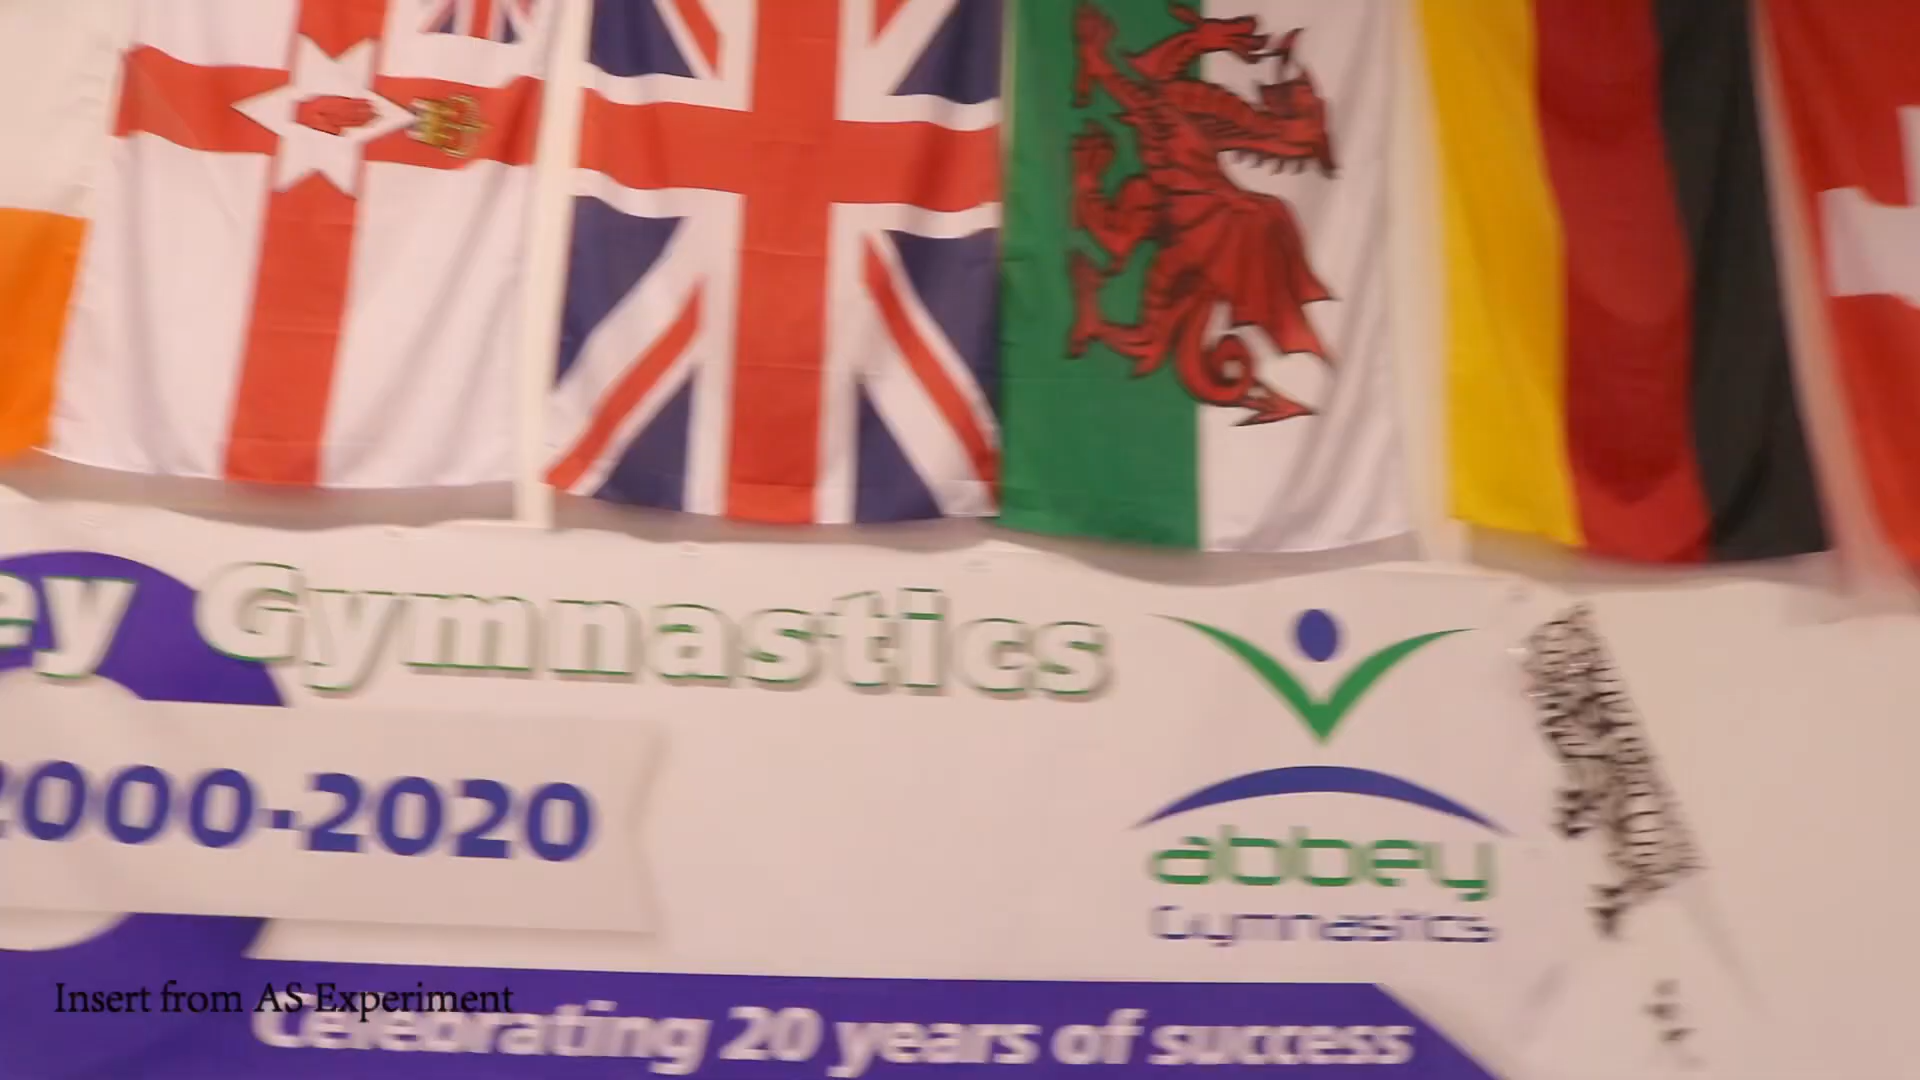 ey Gymnastics
2000-2020
abbey
Gymnastics
Insert from AS Experiment
Celebrating 20 years of success